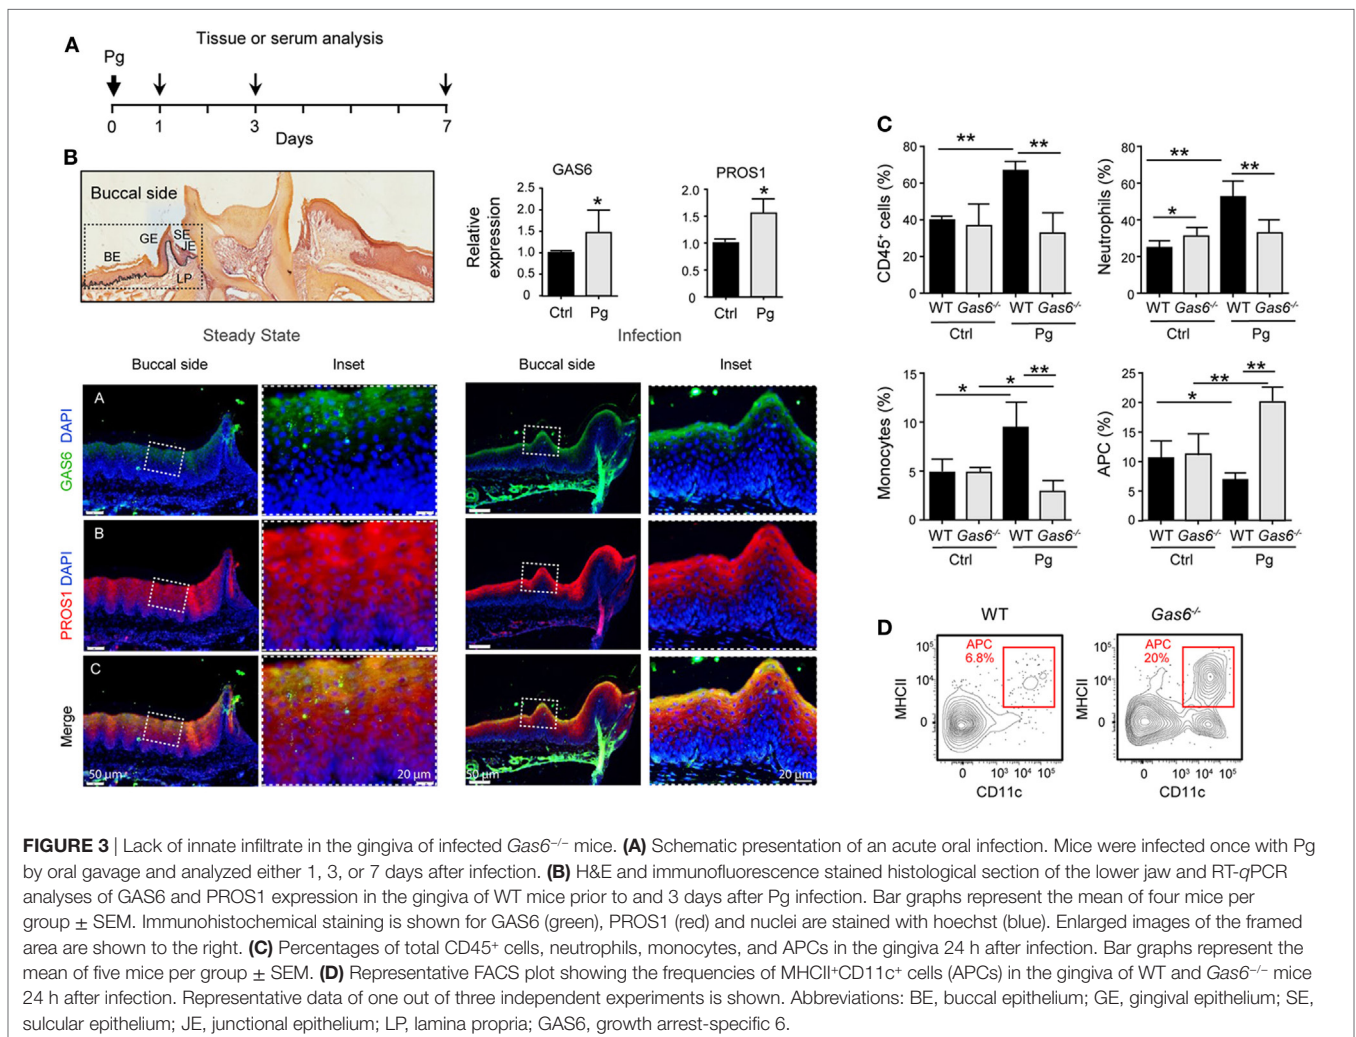 A
Tissue or serum analysis
Pg
0 1 3 7
Days
B
Buccal side
GE SE
JE
BE
LP
GAS6
Relative expression
2.5
2.0
1.5
1.0
0.5
0
*
Ctrl Pg
PROS1
2.0
1.5
1.0
0.5
0
*
Ctrl Pg
Steady State
Infection
Buccal side Inset Buccal side Inset
GAS6 DAPI
A
PROS1 DAPI
B
Merge
C
50 μm 20 μm 50 μm 20 μm
C
CD45⁺ cells (%)
80
60
40
20
0
** **
WT Gas6⁻/⁻ WT Gas6⁻/⁻
Ctrl Pg
Neutrophils (%)
80
60
40
20
0
* ** **
WT Gas6⁻/⁻ WT Gas6⁻/⁻
Ctrl Pg
Monocytes (%)
15
10
5
0
* * **
WT Gas6⁻/⁻ WT Gas6⁻/⁻
Ctrl Pg
APC (%)
25
20
15
10
5
0
* ** **
WT Gas6⁻/⁻ WT Gas6⁻/⁻
Ctrl Pg
D
WT
APC
6.8%
MHCII
10⁵
10⁴
0
0 10³ 10⁴ 10⁵
CD11c
Gas6⁻/⁻
APC
20%
MHCII
10⁵
10⁴
0
0 10³ 10⁴ 10⁵
CD11c
FIGURE 3 | Lack of innate infiltrate in the gingiva of infected Gas6⁻/⁻ mice. (A) Schematic presentation of an acute oral infection. Mice were infected once with Pg
by oral gavage and analyzed either 1, 3, or 7 days after infection. (B) H&E and immunofluorescence stained histological section of the lower jaw and RT-qPCR
analyses of GAS6 and PROS1 expression in the gingiva of WT mice prior to and 3 days after Pg infection. Bar graphs represent the mean of four mice per
group ± SEM. Immunohistochemical staining is shown for GAS6 (green), PROS1 (red) and nuclei are stained with hoechst (blue). Enlarged images of the framed
area are shown to the right. (C) Percentages of total CD45⁺ cells, neutrophils, monocytes, and APCs in the gingiva 24 h after infection. Bar graphs represent the
mean of five mice per group ± SEM. (D) Representative FACS plot showing the frequencies of MHCII⁺CD11c⁺ cells (APCs) in the gingiva of WT and Gas6⁻/⁻ mice
24 h after infection. Representative data of one out of three independent experiments is shown. Abbreviations: BE, buccal epithelium; GE, gingival epithelium; SE,
sulcular epithelium; JE, junctional epithelium; LP, lamina propria; GAS6, growth arrest-specific 6.